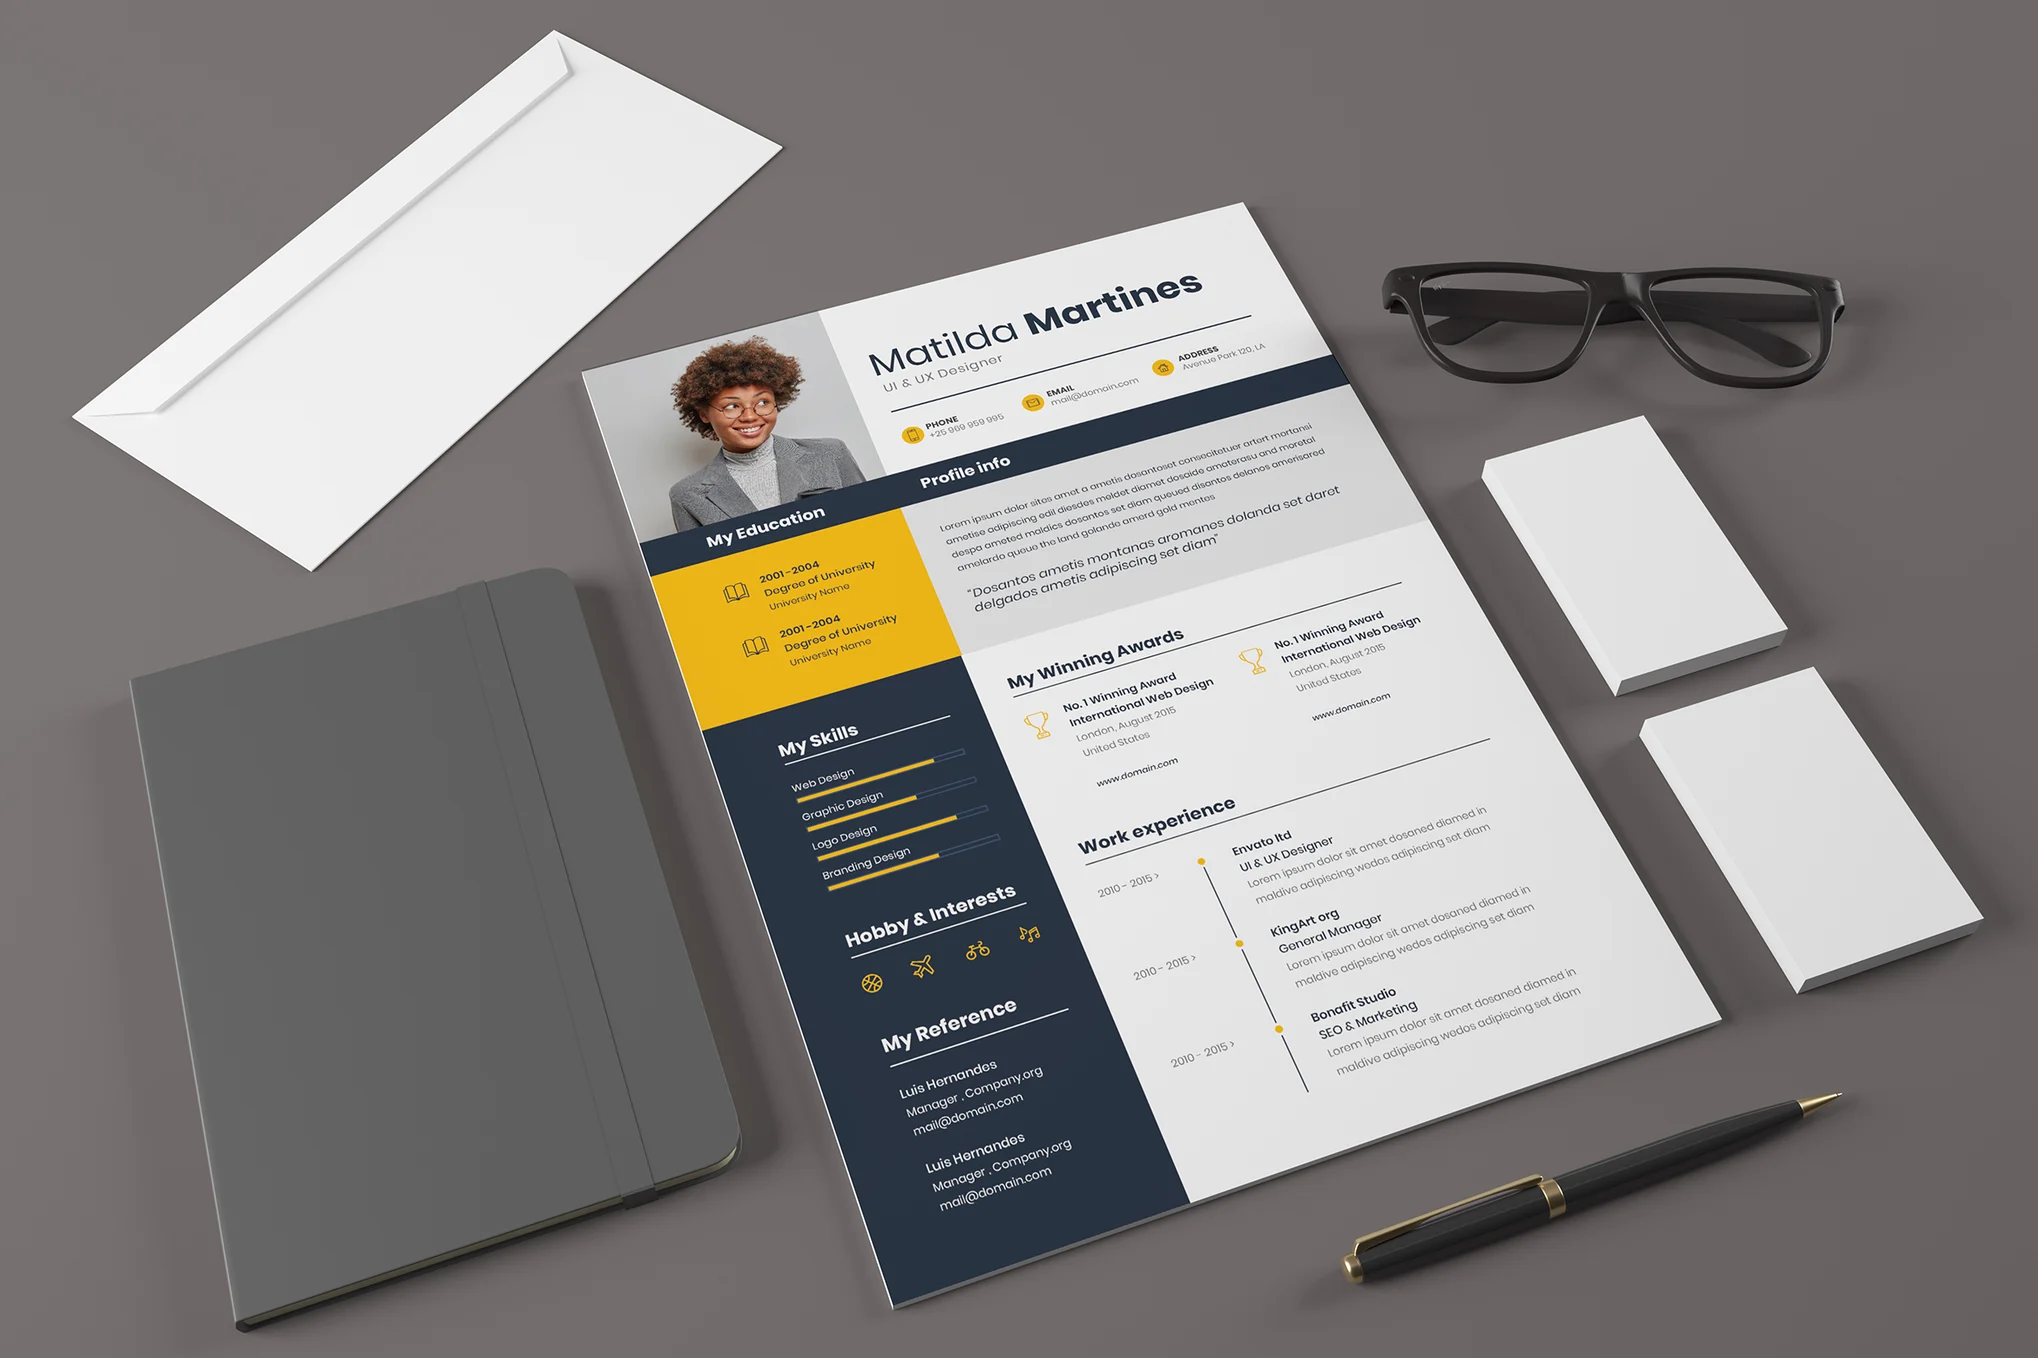 Matilda Martines
UI & UX Designer
PHONE
+25 969 959 995
EMAIL
mail@domain.com
ADDRESS
Avenue Park 120, LA
Profile info
Lorem ipsum dolor sites amet a ametis dosantoset consecitetuer artert mortansi
ametise adipiscing edil diesdes meldet diamet dosaide amaterasu and moretal
despa ameted maldics dosantos set diam queued disantos delanos amerisared
amelardo queue the land golande amerd gold mentes
"Dosantos ametis montanas aromanes dolanda set daret
delgados ametis adipiscing set diam"
My Education
2001-2004
Degree of University
University Name
2001-2004
Degree of University
University Name
My Skills
Web Design
Graphic Design
Logo Design
Branding Design
Hobby & Interests
My Reference
Luis Hernandes
Manager , Company.org
mail@domain.com
Luis Hernandes
Manager , Company.org
mail@domain.com
My Winning Awards
No. 1 Winning Award
International Web Design
London, August 2015
United States
www.domain.com
No. 1 Winning Award
International Web Design
London, August 2015
United States
www.domain.com
Work experience
2010 - 2015 >
Envato ltd
UI & UX Designer
Lorem ipsum dolor sit amet dosaned diamed in
maldive adipiscing wedos adipiscing set diam
2010 - 2015 >
KingArt org
General Manager
Lorem ipsum dolor sit amet dosaned diamed in
maldive adipiscing wedos adipiscing set diam
2010 - 2015 >
Bonafit Studio
SEO & Marketing
Lorem ipsum dolor sit amet dosaned diamed in
maldive adipiscing wedos adipiscing set diam